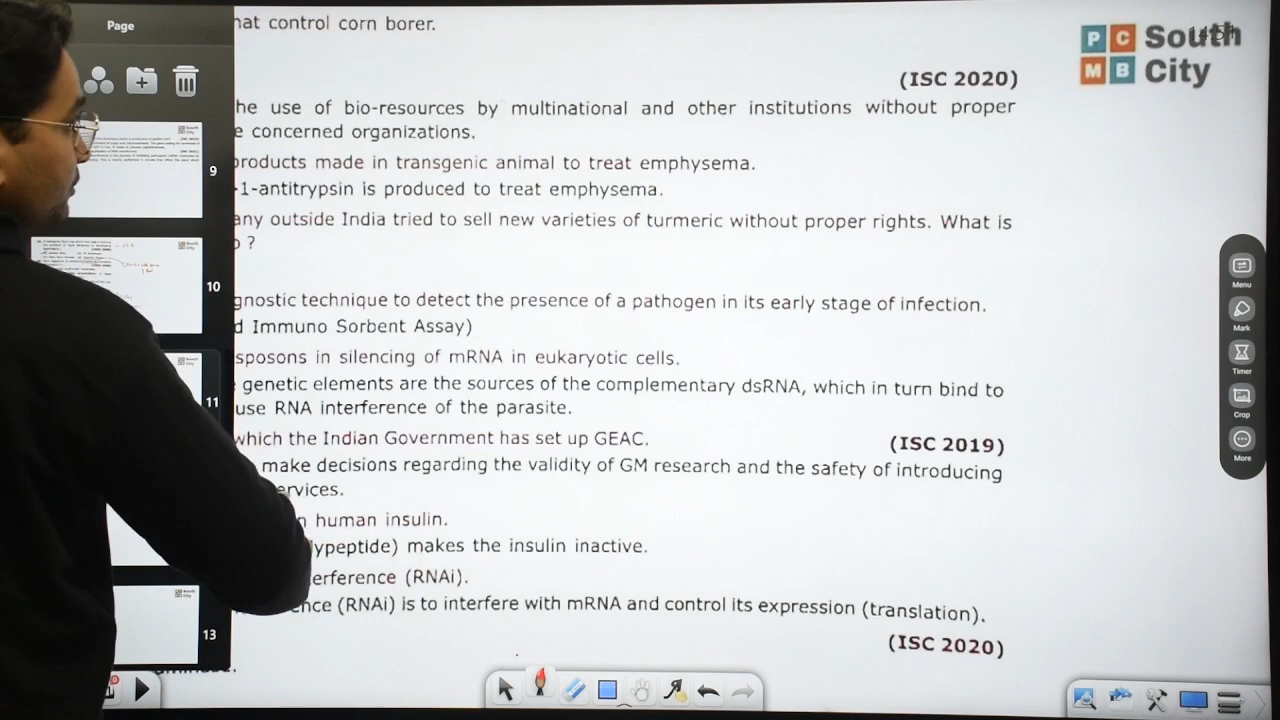 Page
hat control corn borer.
PC South
MB City
(ISC 2020)
he use of bio-resources by multinational and other institutions without proper
e concerned organizations.
products made in transgenic animal to treat emphysema.
-1-antitrypsin is produced to treat emphysema.
any outside India tried to sell new varieties of turmeric without proper rights. What is
?
gnostic technique to detect the presence of a pathogen in its early stage of infection.
d Immuno Sorbent Assay)
sposons in silencing of mRNA in eukaryotic cells.
genetic elements are the sources of the complementary dsRNA, which in turn bind to
use RNA interference of the parasite.
which the Indian Government has set up GEAC.
(ISC 2019)
make decisions regarding the validity of GM research and the safety of introducing
ervices.
n human insulin.
lypeptide) makes the insulin inactive.
erference (RNAi).
nce (RNAi) is to interfere with mRNA and control its expression (translation).
(ISC 2020)
9
10
11
13
Menu
Mark
Timer
Crop
More